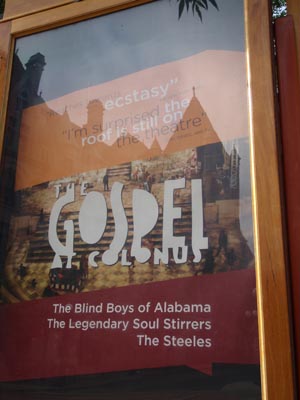 ecstasy"
"I'm surprised the
roof is still on
the theatre"
THE
GOSPEL
AT COLONUS
The Blind Boys of Alabama
The Legendary Soul Stirrers
The Steeles